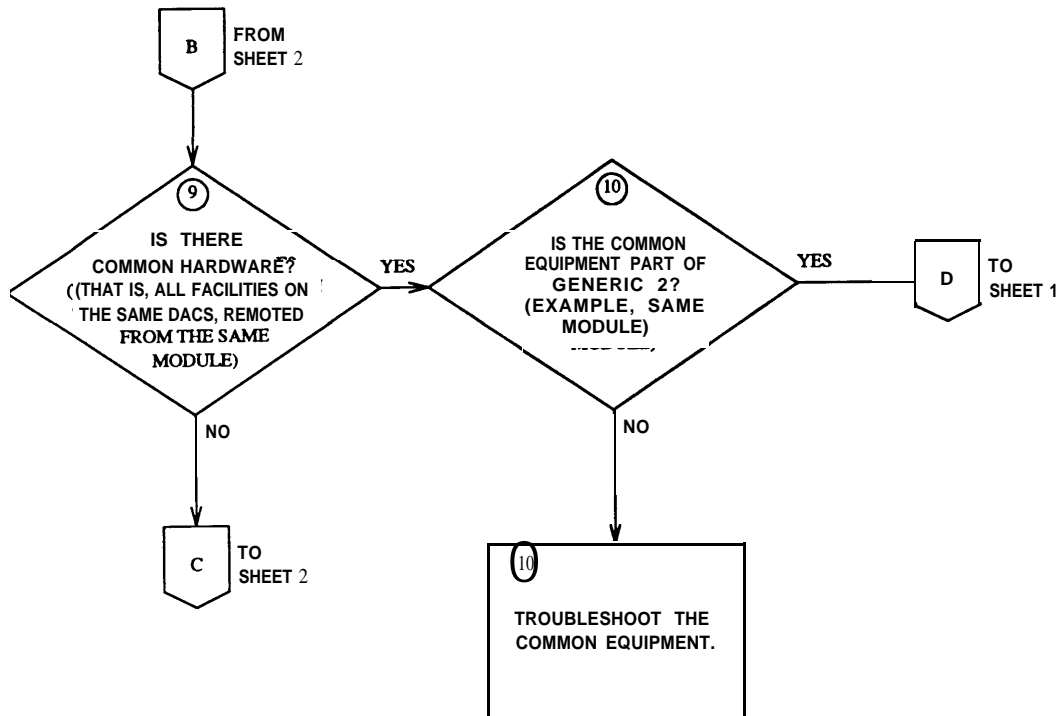 B
FROM
SHEET 2
9
IS THERE
COMMON HARDWARE?
((THAT IS, ALL FACILITIES ON
THE SAME DACS, REMOTED
FROM THE SAME
MODULE)
YES
NO
C
TO
SHEET 2
10
IS THE COMMON
EQUIPMENT PART OF
GENERIC 2?
(EXAMPLE, SAME
MODULE)
YES
D
TO
SHEET 1
NO
10
TROUBLESHOOT THE
COMMON EQUIPMENT.